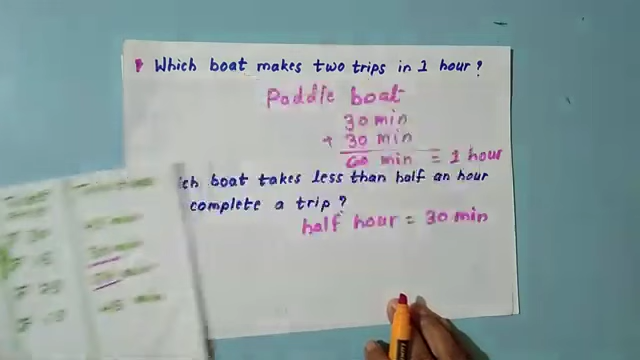 Which boat makes two trips in 1 hour?
Paddle boat
30 min
+ 30 min
60 min = 1 hour
boat takes less than half an hour
complete a trip?
half hour = 30 min